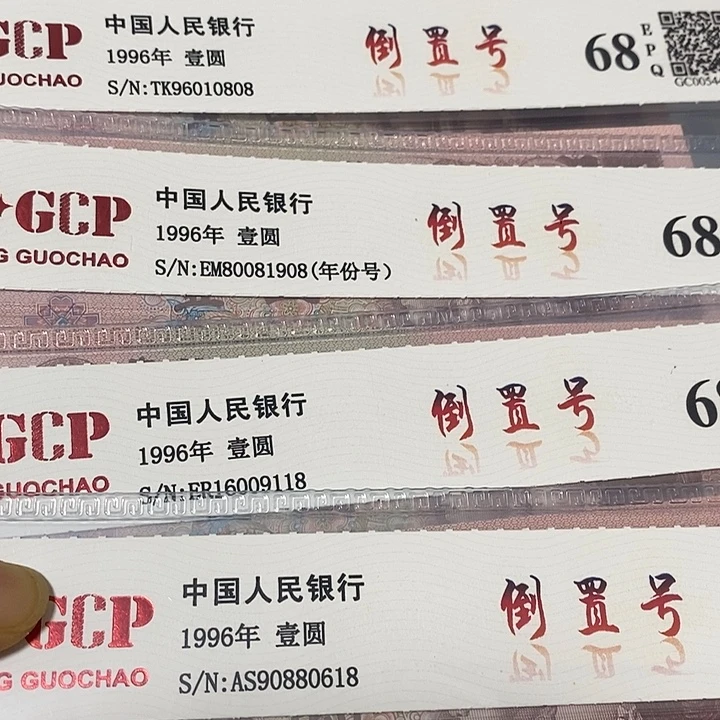 GCP
GUOCHAO
中国人民银行
1996年 壹圆
S/N:TK96010808
倒置号
68
EPQ
GCP
GUOCHAO
中国人民银行
1996年 壹圆
S/N:EM80081908(年份号)
倒置号
68
GCP
GUOCHAO
中国人民银行
1996年 壹圆
S/N:ER16009118
倒置号
GCP
GUOCHAO
中国人民银行
1996年 壹圆
S/N:AS90880618
倒置号